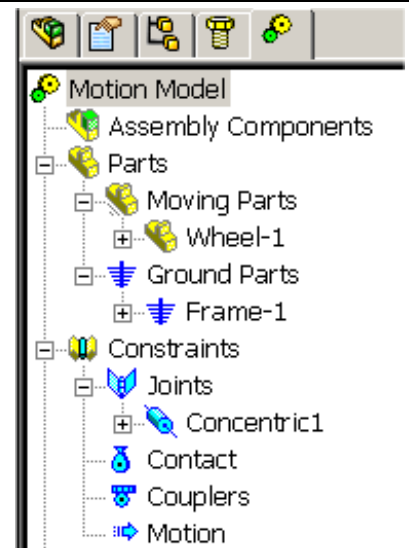 Motion Model
Assembly Components
Parts
Moving Parts
Wheel-1
Ground Parts
Frame-1
Constraints
Joints
Concentric1
Contact
Couplers
Motion